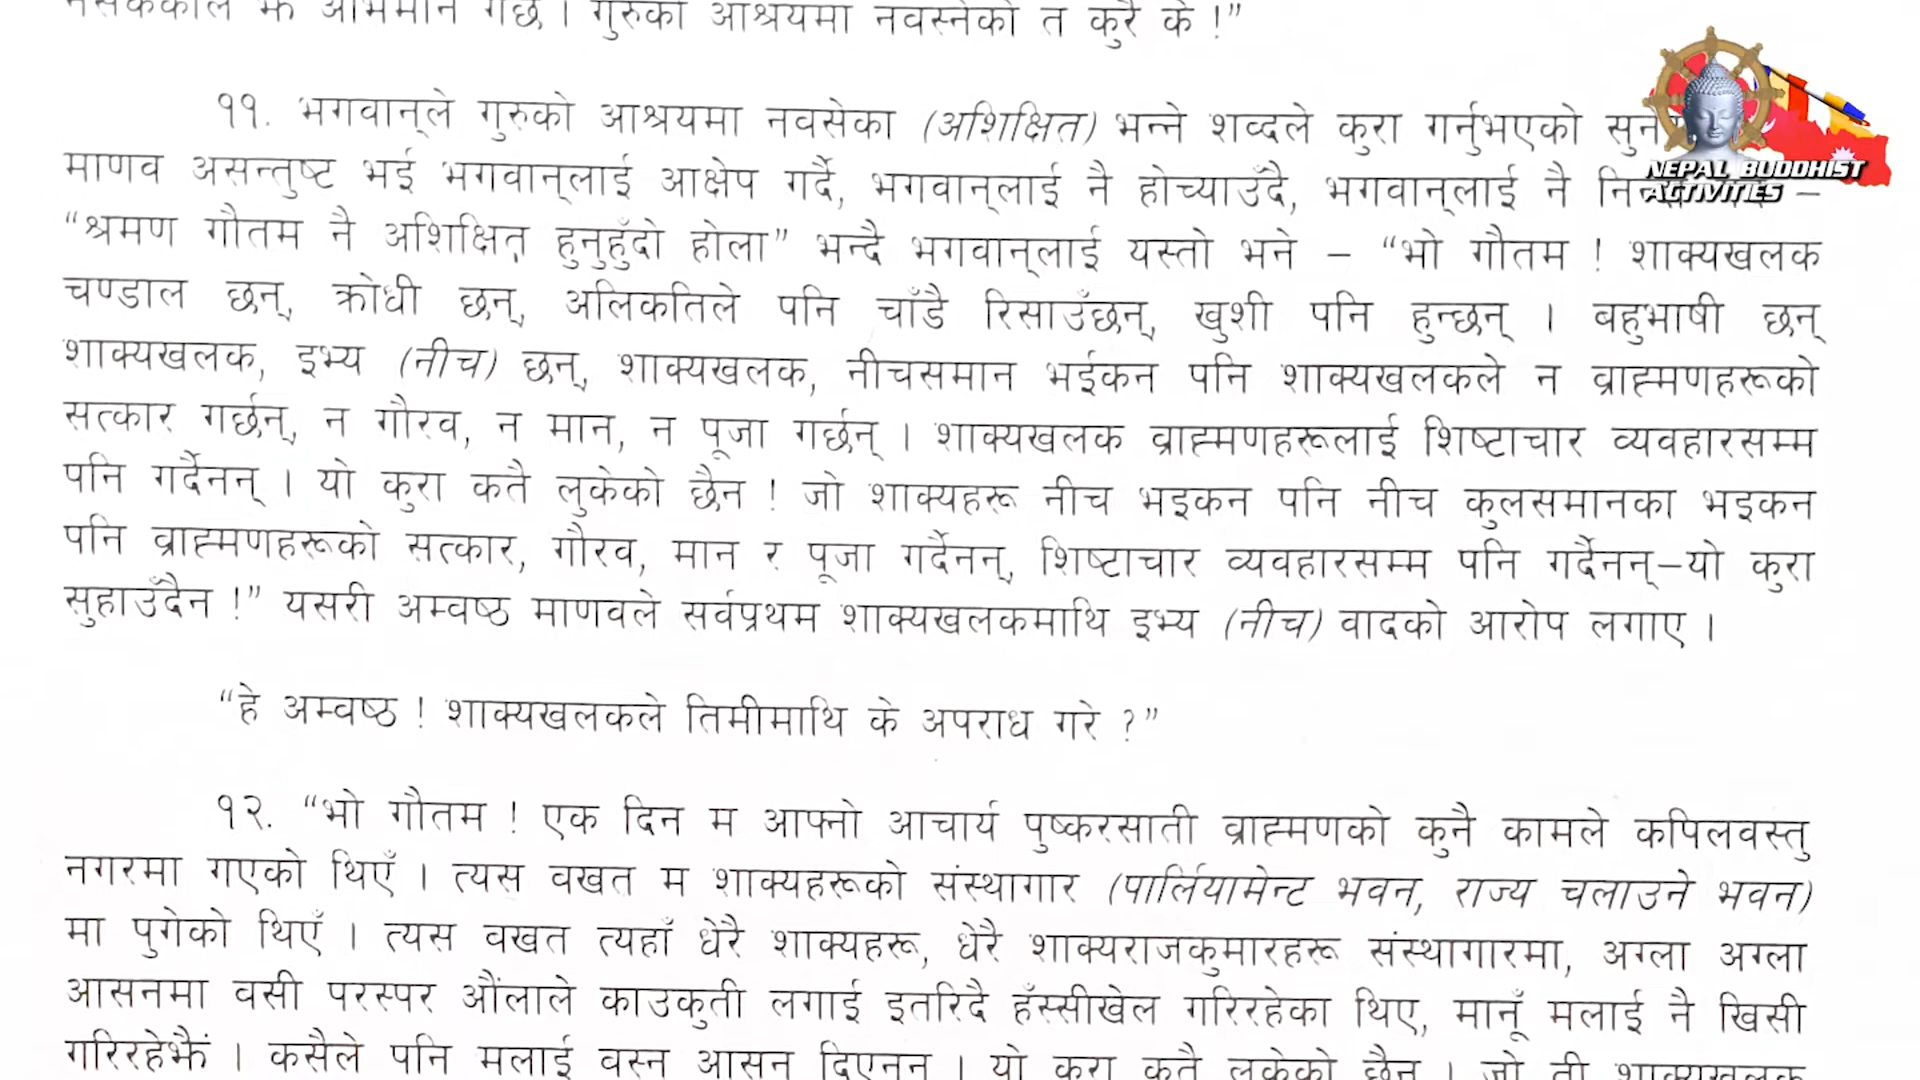 गुरुको आश्रयमा नवस्नेको त कुरै के !”
११. भगवान्‌ले गुरुको आश्रयमा नवसेका (अशिक्षित) भन्ने शव्दले कुरा गर्नुभएको
माणव असन्तुष्ट भई भगवान्‌लाई आक्षेप गर्दै, भगवान्‌लाई नै होच्याउँदै, भगवान्‌लाई नै
“श्रमण गौतम नै अशिक्षित हुनुहुँदो होला” भन्दै भगवान्‌लाई यस्तो भने – “भो गौतम ! शाक्यखलक
चण्डाल छन्, क्रोधी छन्, अलिकतिले पनि चाँडै रिसाउँछन्, खुशी पनि हुन्छन् । बहुभाषी छन्
शाक्यखलक, इभ्य (नीच) छन्, शाक्यखलक, नीचसमान भईकन पनि शाक्यखलकले न व्राह्मणहरूको
सत्कार गर्छन्, न गौरव, न मान, न पूजा गर्छन् । शाक्यखलक व्राह्मणहरूलाई शिष्टाचार व्यवहारसम्म
पनि गर्दैनन् । यो कुरा कतै लुकेको छैन ! जो शाक्यहरू नीच भइकन पनि नीच कुलसमानका भइकन
पनि व्राह्मणहरूको सत्कार, गौरव, मान र पूजा गर्दैनन्, शिष्टाचार व्यवहारसम्म पनि गर्दैनन्–यो कुरा
सुहाउँदैन !” यसरी अम्वष्ठ माणवले सर्वप्रथम शाक्यखलकमाथि इभ्य (नीच) वादको आरोप लगाए ।
“हे अम्वष्ठ ! शाक्यखलकले तिमीमाथि के अपराध गरे ?”
१२. “भो गौतम ! एक दिन म आफ्नो आचार्य पुष्करसाती व्राह्मणको कुनै कामले कपिलवस्तु
नगरमा गएको थिएँ । त्यस वखत म शाक्यहरूको संस्थागार (पार्लियामेन्ट भवन, राज्य चलाउने भवन)
मा पुगेको थिएँ । त्यस वखत त्यहाँ धेरै शाक्यहरू, धेरै शाक्यराजकुमारहरू संस्थागारमा, अग्ला अग्ला
आसनमा वसी परस्पर औंलाले काउकुती लगाई इतरिदै हँस्सीखेल गरिरहेका थिए, मानूँ मलाई नै खिसी
गरिरहेझैं । कसैले पनि मलाई वस्न आसन दिएनन् । यो कुरा कतै लुकेको छैन । जो ती शाक्यखलक
NEPAL BUDDHIST
ACTIVITIES